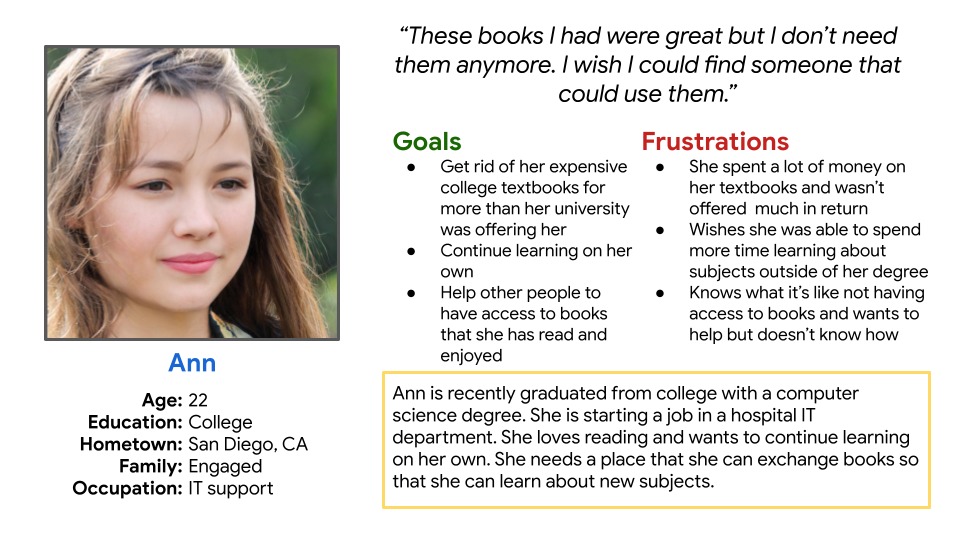 “These books I had were great but I don’t need
them anymore. I wish I could find someone that
could use them.”
Goals
● Get rid of her expensive
college textbooks for
more than her university
was offering her
● Continue learning on her
own
● Help other people to
have access to books
that she has read and
enjoyed
Frustrations
● She spent a lot of money on
her textbooks and wasn’t
offered  much in return
● Wishes she was able to spend
more time learning about
subjects outside of her degree
● Knows what it’s like not having
access to books and wants to
help but doesn’t know how
Ann
Age: 22
Education: College
Hometown: San Diego, CA
Family: Engaged
Occupation: IT support
Ann is recently graduated from college with a computer
science degree. She is starting a job in a hospital IT
department. She loves reading and wants to continue learning
on her own. She needs a place that she can exchange books so
that she can learn about new subjects.